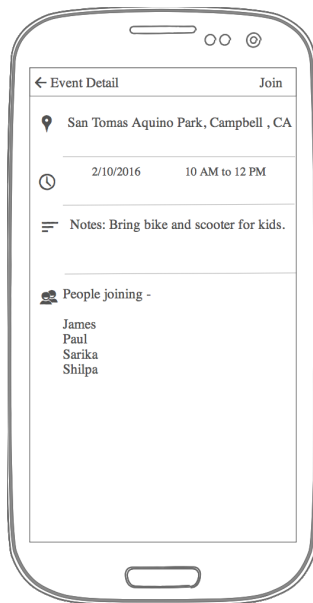 ← Event Detail Join
San Tomas Aquino Park, Campbell , CA
2/10/2016 10 AM to 12 PM
Notes: Bring bike and scooter for kids.
People joining -
James
Paul
Sarika
Shilpa